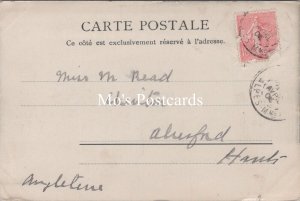 CARTE POSTALE
Ce côté est exclusivement réservé à l'adresse.
Miss M Read
Mo's Postcards
Alresford
Hants
Angleterre